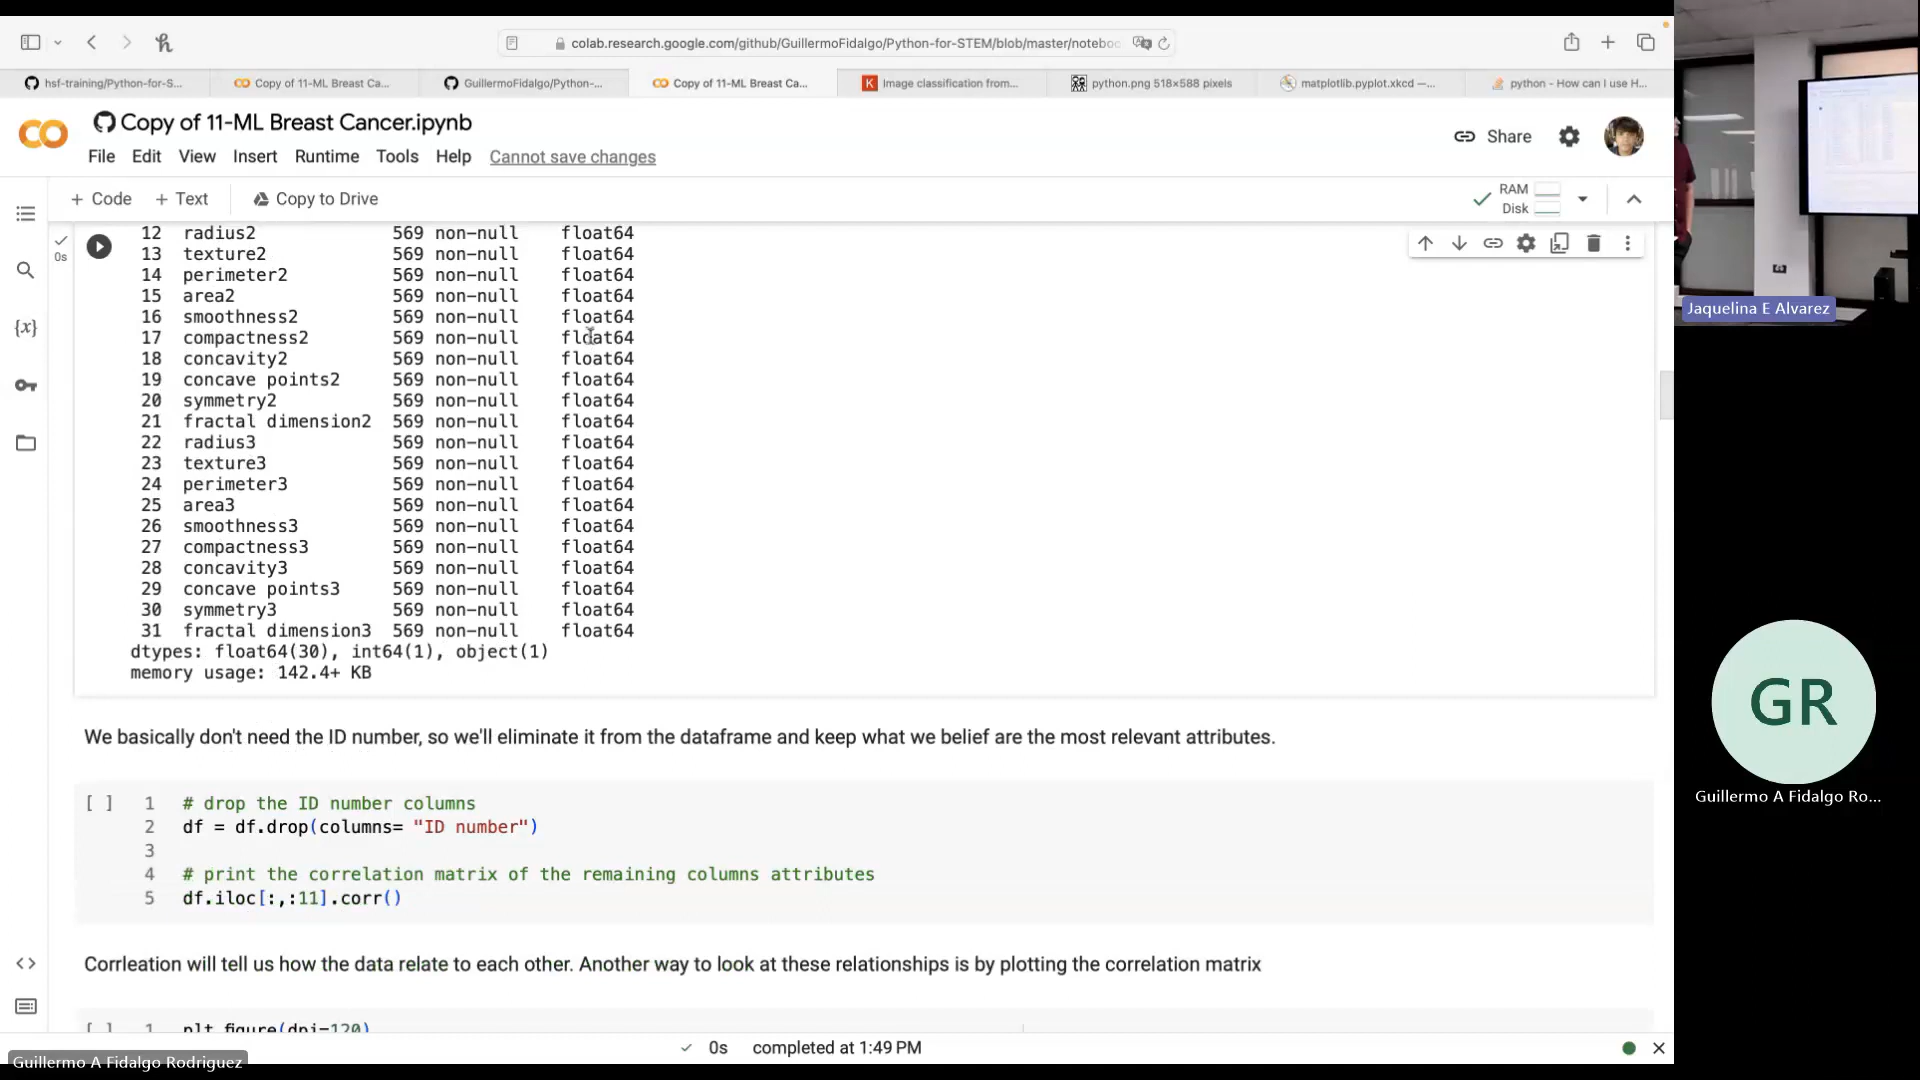 colab.research.google.com/github/GuillermoFidalgo/Python-for-STEM/blob/master/notebo
hsf-training/Python-for-S...
Copy of 11-ML Breast Ca...
GuillermoFidalgo/Python-...
Copy of 11-ML Breast Ca...
Image classification from...
python.png 518×588 pixels
matplotlib.pyplot.xkcd —...
python - How can I use H...
Copy of 11-ML Breast Cancer.ipynb
File Edit View Insert Runtime Tools Help Cannot save changes
Share
+ Code + Text Copy to Drive
RAM
Disk
0s
12 radius2 569 non-null float64
13 texture2 569 non-null float64
14 perimeter2 569 non-null float64
15 area2 569 non-null float64
16 smoothness2 569 non-null float64
17 compactness2 569 non-null float64
18 concavity2 569 non-null float64
19 concave points2 569 non-null float64
20 symmetry2 569 non-null float64
21 fractal dimension2 569 non-null float64
22 radius3 569 non-null float64
23 texture3 569 non-null float64
24 perimeter3 569 non-null float64
25 area3 569 non-null float64
26 smoothness3 569 non-null float64
27 compactness3 569 non-null float64
28 concavity3 569 non-null float64
29 concave points3 569 non-null float64
30 symmetry3 569 non-null float64
31 fractal dimension3 569 non-null float64
dtypes: float64(30), int64(1), object(1)
memory usage: 142.4+ KB
We basically don't need the ID number, so we'll eliminate it from the dataframe and keep what we belief are the most relevant attributes.
[ ] 1 # drop the ID number columns
2 df = df.drop(columns= "ID number")
3
4 # print the correlation matrix of the remaining columns attributes
5 df.iloc[:,:11].corr()
Corrleation will tell us how the data relate to each other. Another way to look at these relationships is by plotting the correlation matrix
[ ] 1 plt.figure(dpi=120)
0s completed at 1:49 PM
Guillermo A Fidalgo Rodriguez
Jaquelina E Alvarez
GR
Guillermo A Fidalgo Ro...